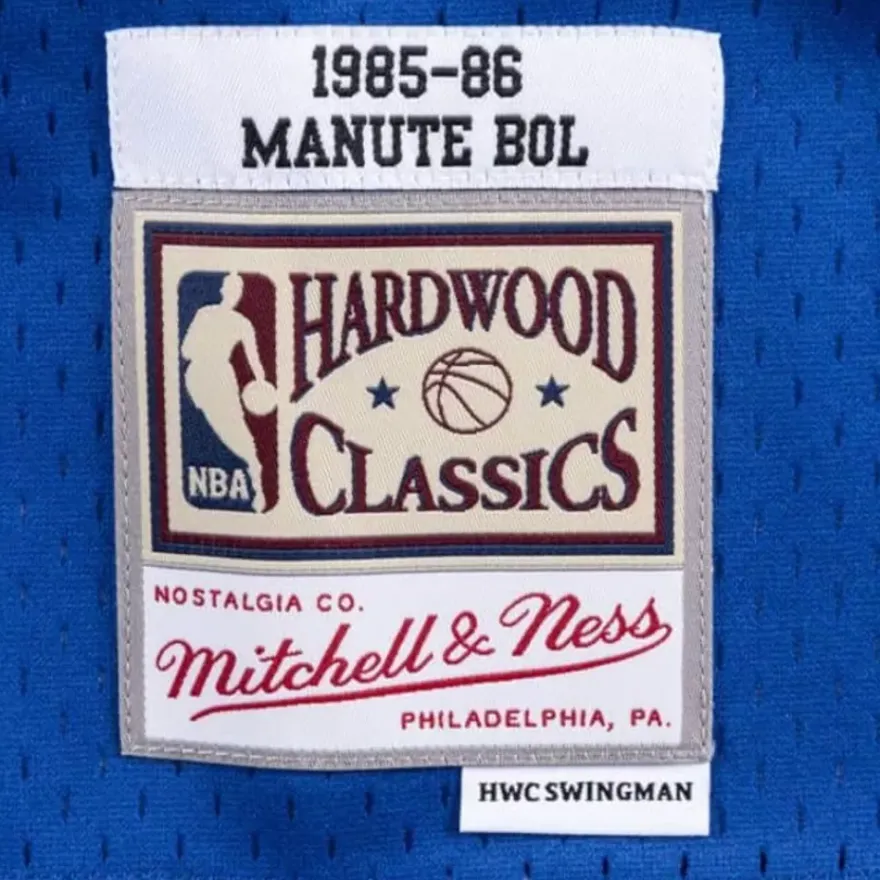 1985-86
MANUTE BOL
HARDWOOD
CLASSICS
NBA
NOSTALGIA CO.
Mitchell & Ness
PHILADELPHIA, PA.
HWC SWINGMAN